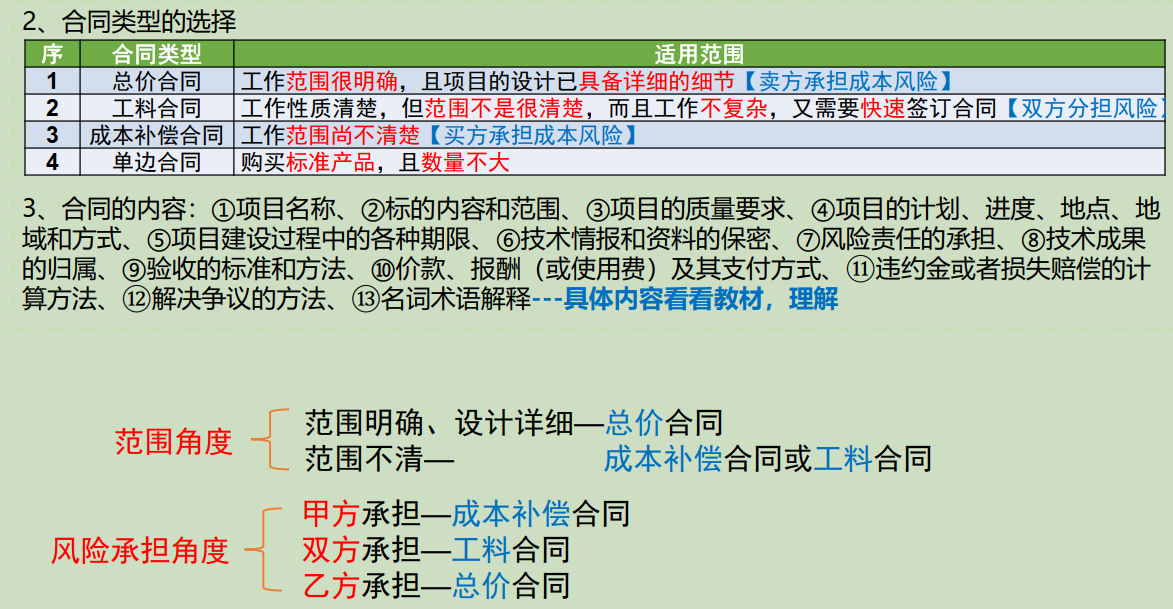 2、合同类型的选择
序 合同类型 适用范围
1 总价合同 工作范围很明确，且项目的设计已具备详细的细节【卖方承担成本风险】
2 工料合同 工作性质清楚，但范围不是很清楚，而且工作不复杂，又需要快速签订合同【双方分担风险】
3 成本补偿合同 工作范围尚不清楚【买方承担成本风险】
4 单边合同 购买标准产品，且数量不大
3、合同的内容：①项目名称、②标的内容和范围、③项目的质量要求、④项目的计划、进度、地点、地
域和方式、⑤项目建设过程中的各种期限、⑥技术情报和资料的保密、⑦风险责任的承担、⑧技术成果
的归属、⑨验收的标准和方法、⑩价款、报酬（或使用费）及其支付方式、⑪违约金或者损失赔偿的计
算方法、⑫解决争议的方法、⑬名词术语解释---具体内容看看教材，理解
范围角度
范围明确、设计详细—总价合同
范围不清— 成本补偿合同或工料合同
风险承担角度
甲方承担—成本补偿合同
双方承担—工料合同
乙方承担—总价合同